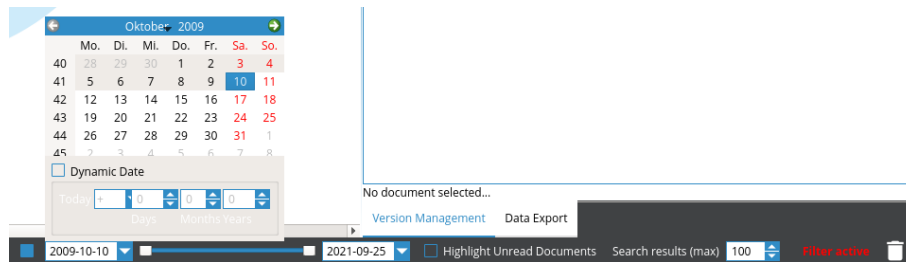 Oktober 2009
Mo. Di. Mi. Do. Fr. Sa. So.
40 28 29 30 1 2 3 4
41 5 6 7 8 9 10 11
42 12 13 14 15 16 17 18
43 19 20 21 22 23 24 25
44 26 27 28 29 30 31 1
45 2 3 4 5 6 7 8
Dynamic Date
Today + 0 0 0
Days Months Years
No document selected...
Version Management Data Export
2009-10-10 2021-09-25 Highlight Unread Documents Search results (max) 100 Filter active